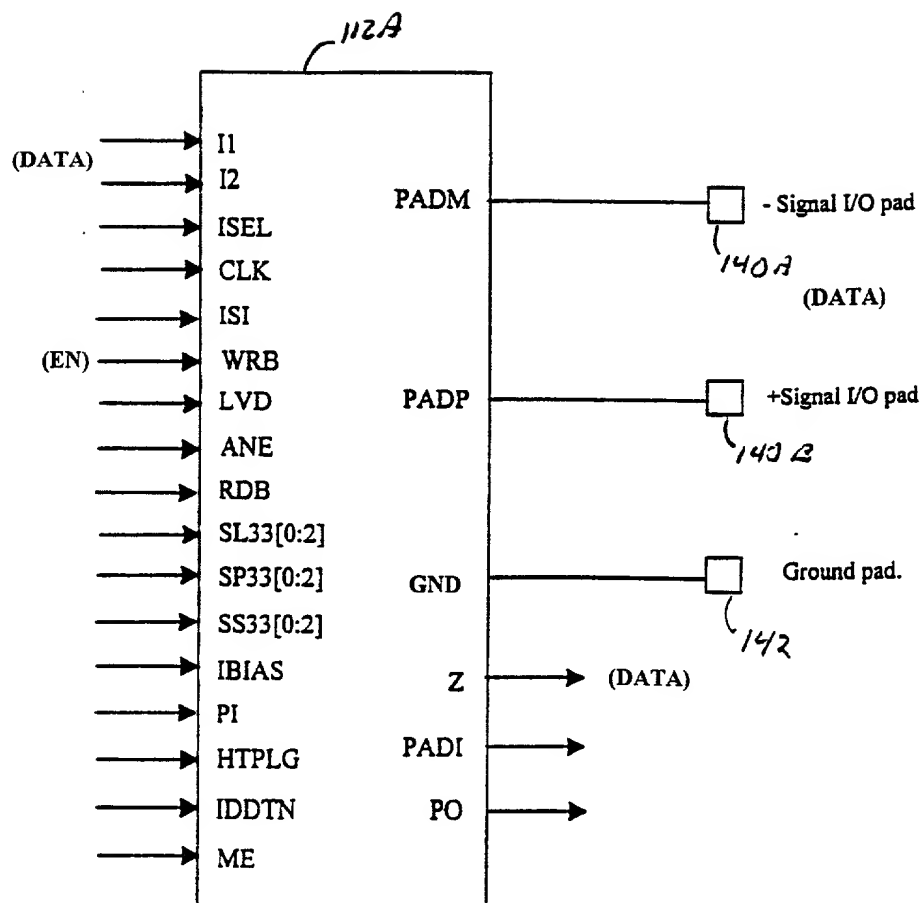 112A
(DATA)
I1
I2
ISEL
CLK
ISI
(EN)
WRB
LVD
ANE
RDB
SL33[0:2]
SP33[0:2]
SS33[0:2]
IBIAS
PI
HTPLG
IDDTN
ME
PADM
- Signal I/O pad
140A
(DATA)
PADP
+Signal I/O pad
140B
GND
Ground pad.
142
Z
(DATA)
PADI
PO